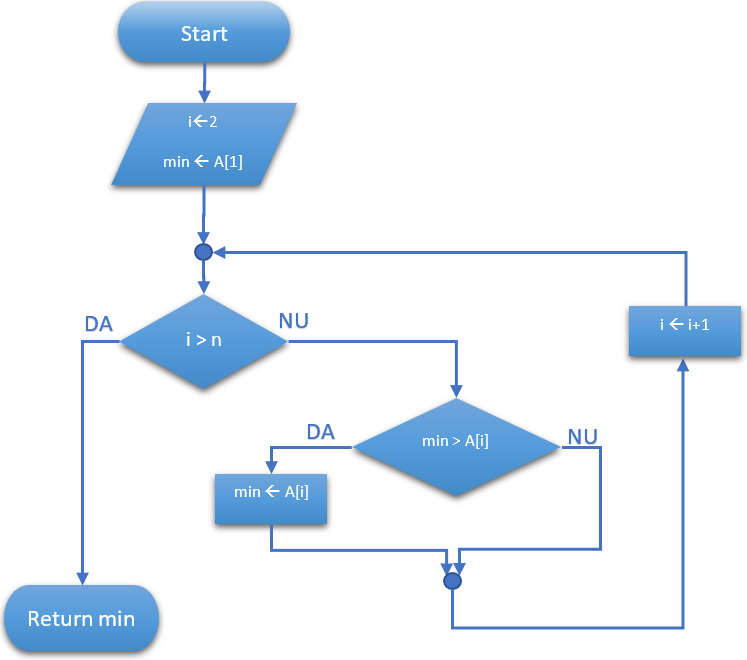 Start
i←2
min ← A[1]
DA
i > n
NU
i ← i+1
DA
min > A[i]
NU
min ← A[i]
Return min